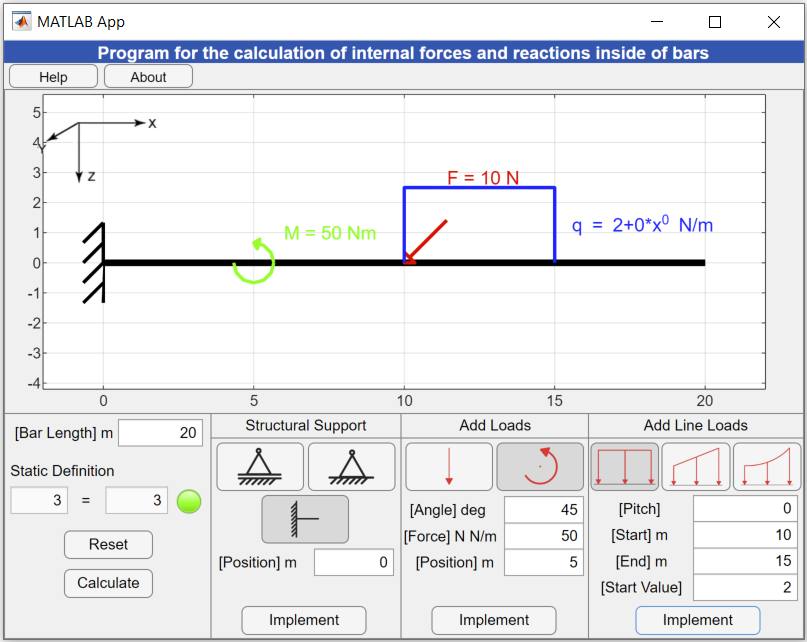 MATLAB App
Program for the calculation of internal forces and reactions inside of bars
Help
About
5
4
3
2
1
0
-1
-2
-3
-4
X
Y
Z
F = 10 N
M = 50 Nm
q = 2+0*x⁰ N/m
0
5
10
15
20
[Bar Length] m
20
Static Definition
3
=
3
Reset
Calculate
Structural Support
[Position] m
0
Implement
Add Loads
[Angle] deg
45
[Force] N N/m
50
[Position] m
5
Implement
Add Line Loads
[Pitch]
0
[Start] m
10
[End] m
15
[Start Value]
2
Implement